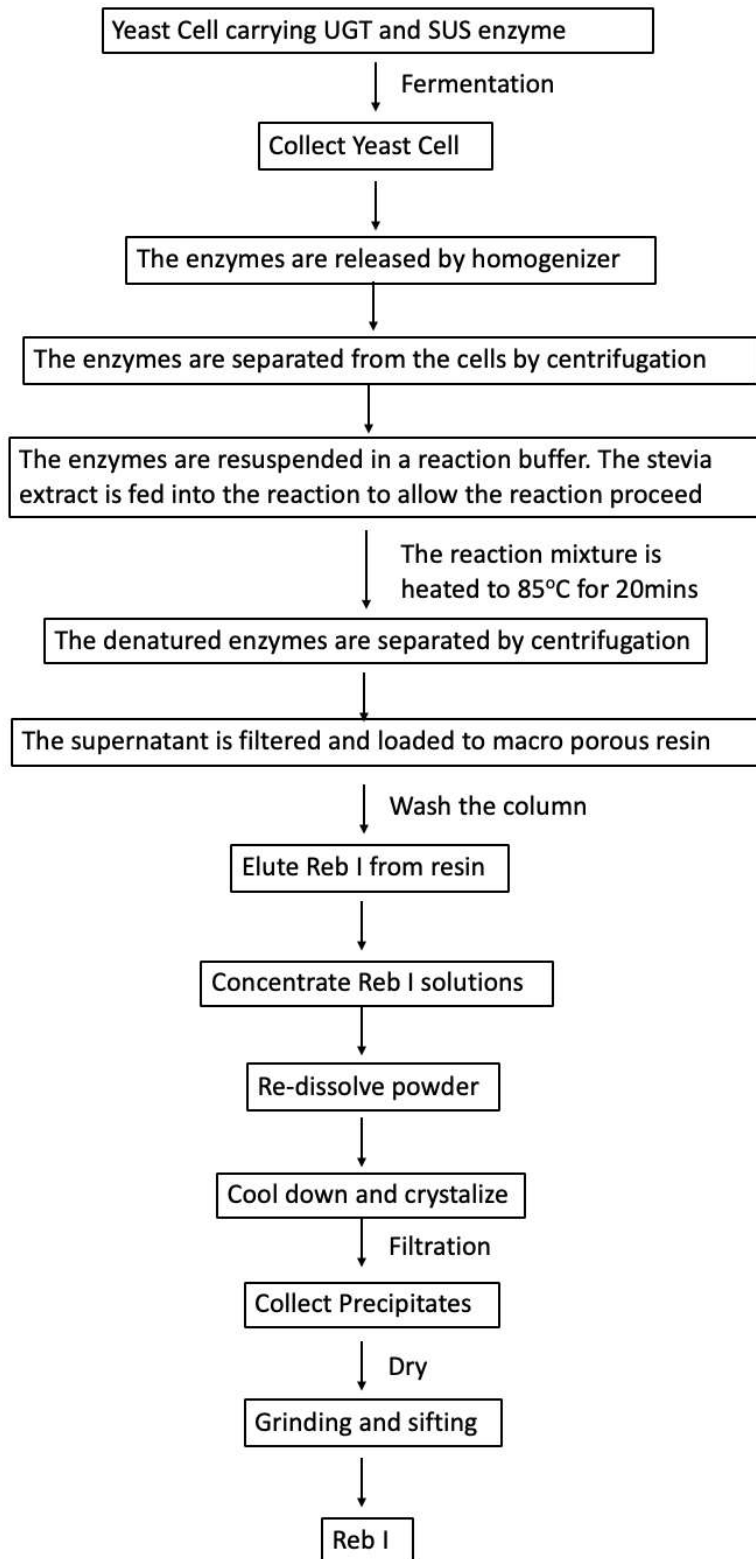 Yeast Cell carrying UGT and SUS enzyme
Fermentation
Collect Yeast Cell
The enzymes are released by homogenizer
The enzymes are separated from the cells by centrifugation
The enzymes are resuspended in a reaction buffer. The stevia
extract is fed into the reaction to allow the reaction proceed
The reaction mixture is
heated to 85°C for 20mins
The denatured enzymes are separated by centrifugation
The supernatant is filtered and loaded to macro porous resin
Wash the column
Elute Reb I from resin
Concentrate Reb I solutions
Re-dissolve powder
Cool down and crystalize
Filtration
Collect Precipitates
Dry
Grinding and sifting
Reb I